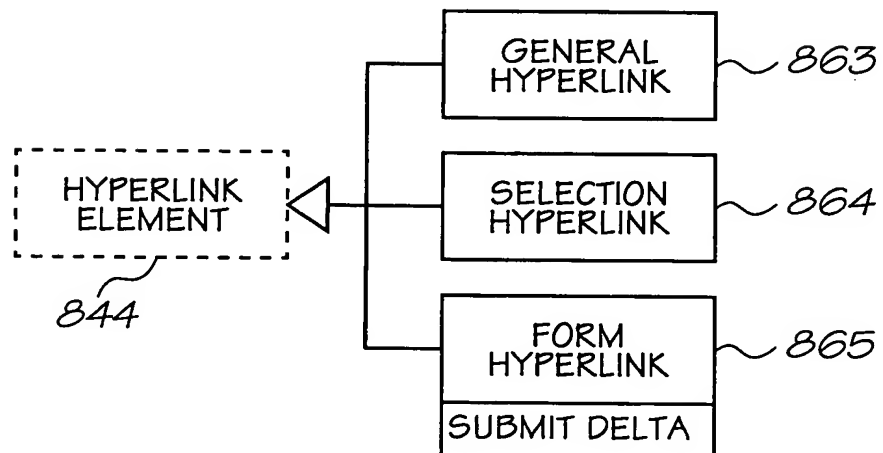 GENERAL
HYPERLINK
863
HYPERLINK
ELEMENT
844
SELECTION
HYPERLINK
864
FORM
HYPERLINK
865
SUBMIT DELTA